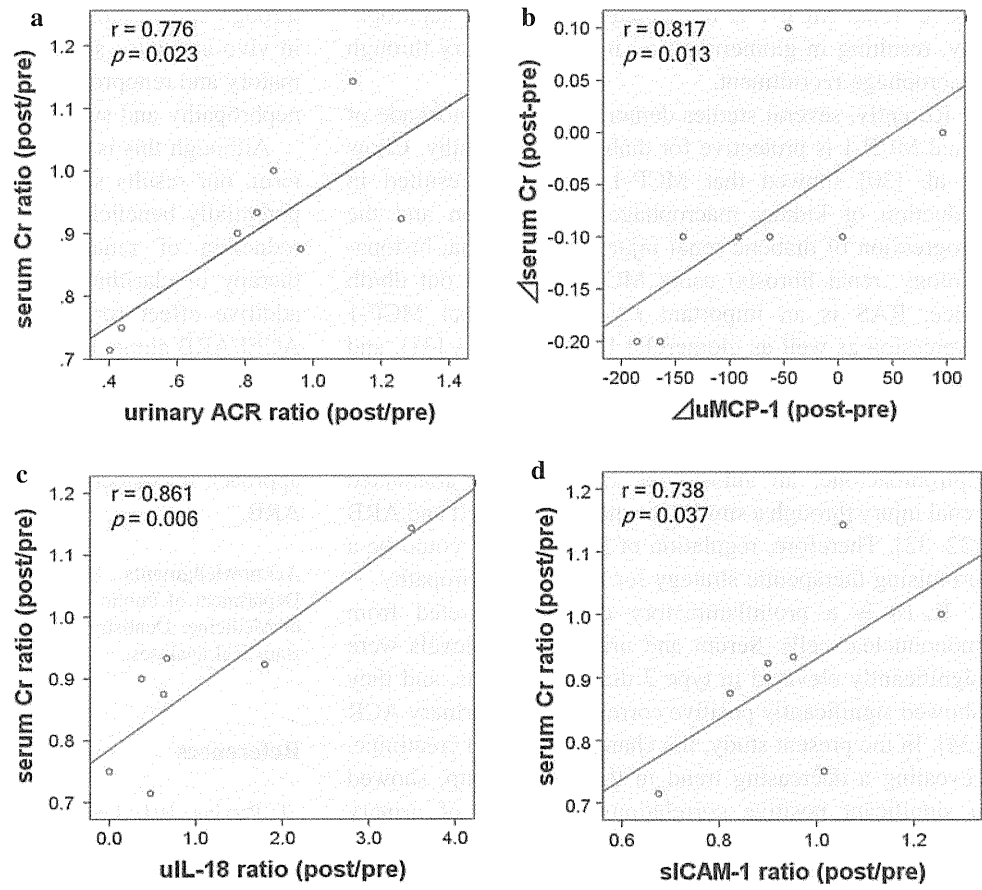 a
r = 0.776
p = 0.023
serum Cr ratio (post/pre)
1.2
1.1
1.0
.9
.8
.7
.4 .6 .8 1.0 1.2 1.4
urinary ACR ratio (post/pre)
b
r = 0.817
p = 0.013
⊿serum Cr (post-pre)
0.10
0.05
0.00
-0.05
-0.10
-0.15
-0.20
-200 -150 -100 -50 0 50 100
⊿uMCP-1 (post-pre)
c
r = 0.861
p = 0.006
serum Cr ratio (post/pre)
1.2
1.1
1.0
0.9
0.8
0.7
0.0 1.0 2.0 3.0 4.0
uIL-18 ratio (post/pre)
d
r = 0.738
p = 0.037
serum Cr ratio (post/pre)
1.2
1.1
1.0
0.9
0.8
0.7
0.6 0.8 1.0 1.2
sICAM-1 ratio (post/pre)